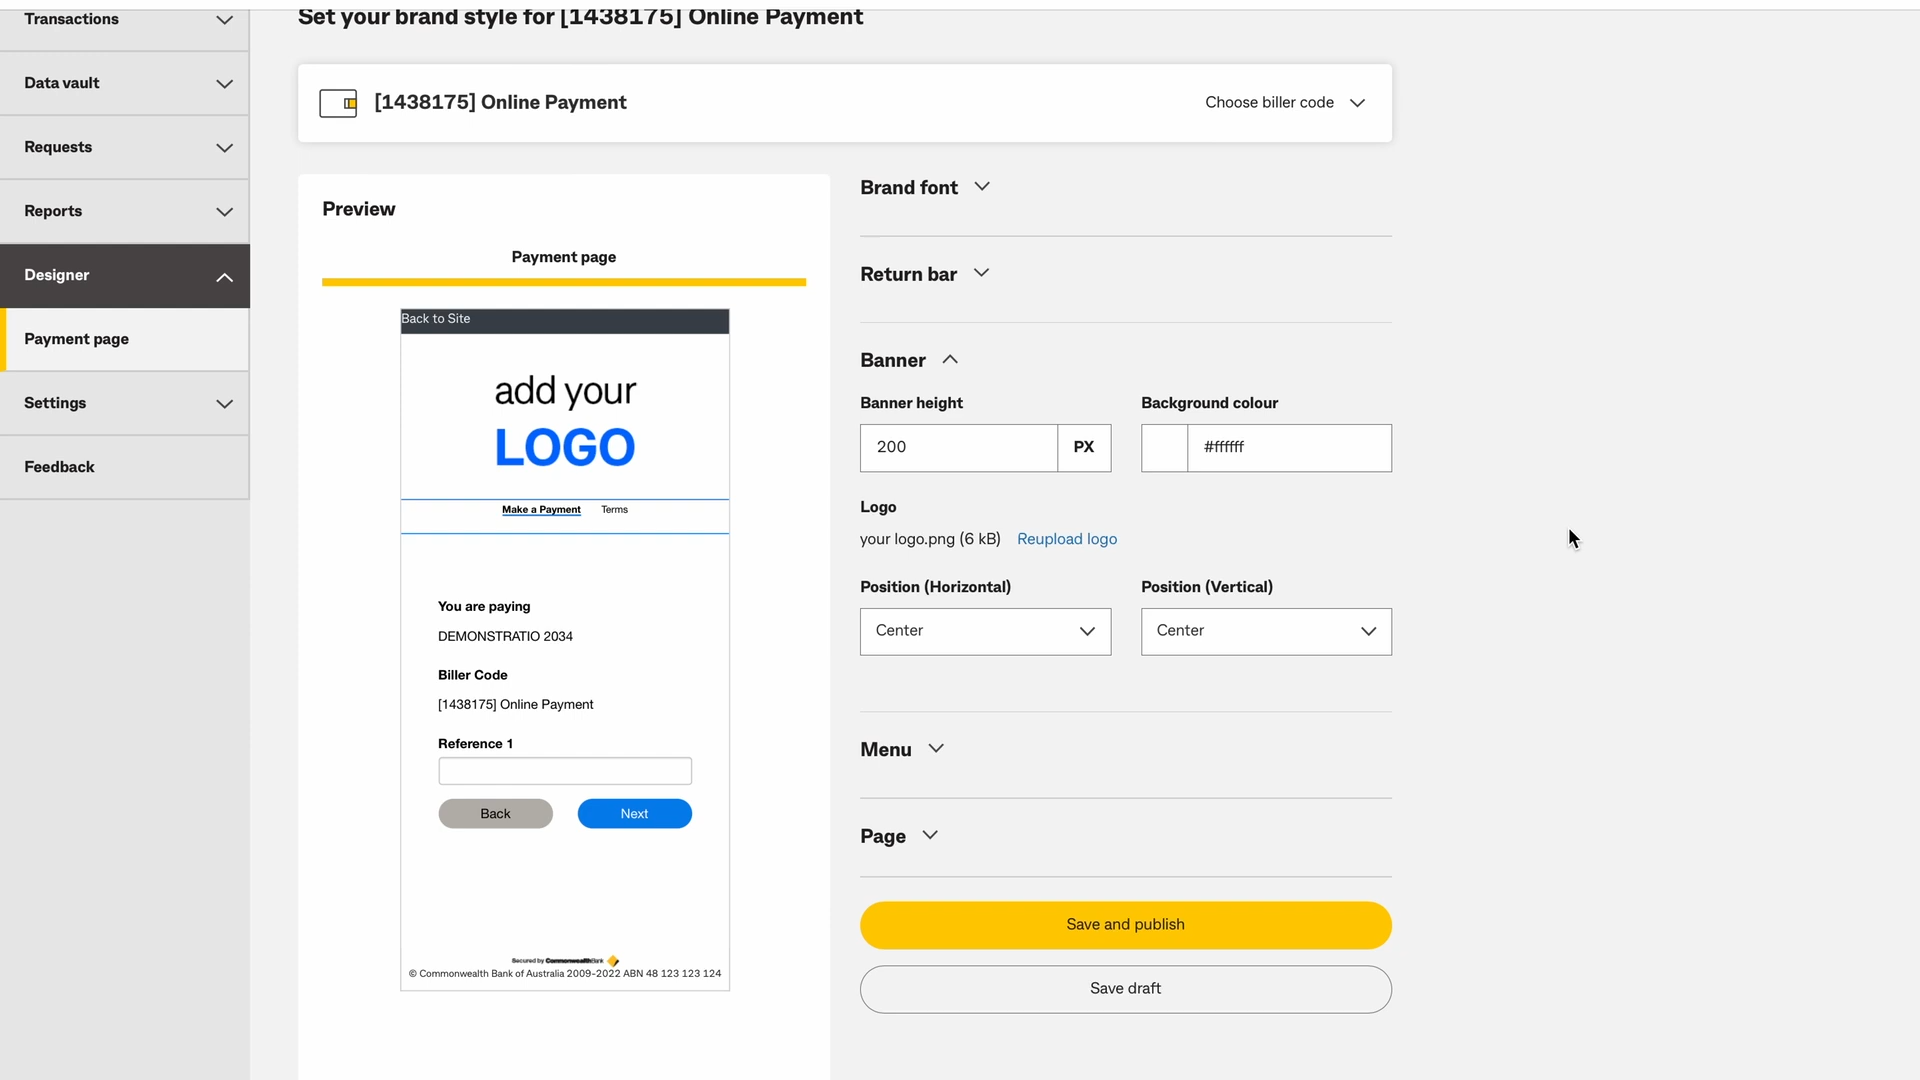 Transactions
Data vault
Requests
Reports
Designer
Payment page
Settings
Feedback
Set your brand style for [1438175] Online Payment
[1438175] Online Payment
Choose biller code
Preview
Payment page
Back to Site
add your
LOGO
Make a Payment Terms
You are paying
DEMONSTRATIO 2034
Biller Code
[1438175] Online Payment
Reference 1
Back Next
Secured by CommonwealthBank
© Commonwealth Bank of Australia 2009-2022 ABN 48 123 123 124
Brand font
Return bar
Banner
Banner height Background colour
200 PX #ffffff
Logo
your logo.png (6 kB) Reupload logo
Position (Horizontal) Position (Vertical)
Center Center
Menu
Page
Save and publish
Save draft